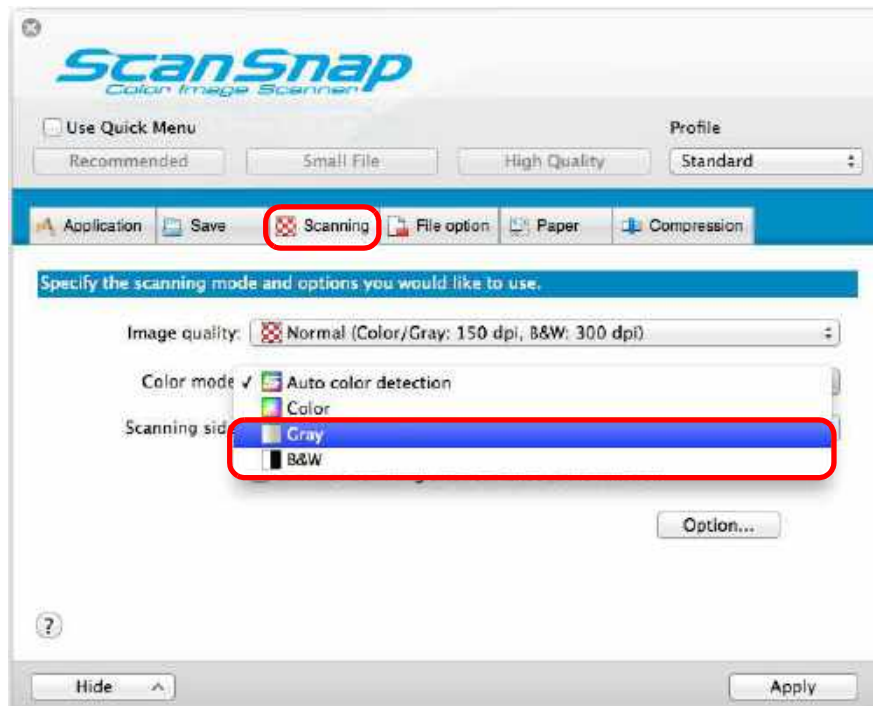 ScanSnap
Color Image Scanner
Use Quick Menu
Profile
Recommended Small File High Quality Standard
Application Save Scanning File option Paper Compression
Specify the scanning mode and options you would like to use.
Image quality: Normal (Color/Gray: 150 dpi, B&W: 300 dpi)
Color mode ✓ Auto color detection
Color
Scanning sid Gray
B&W
Option...
?
Hide Apply